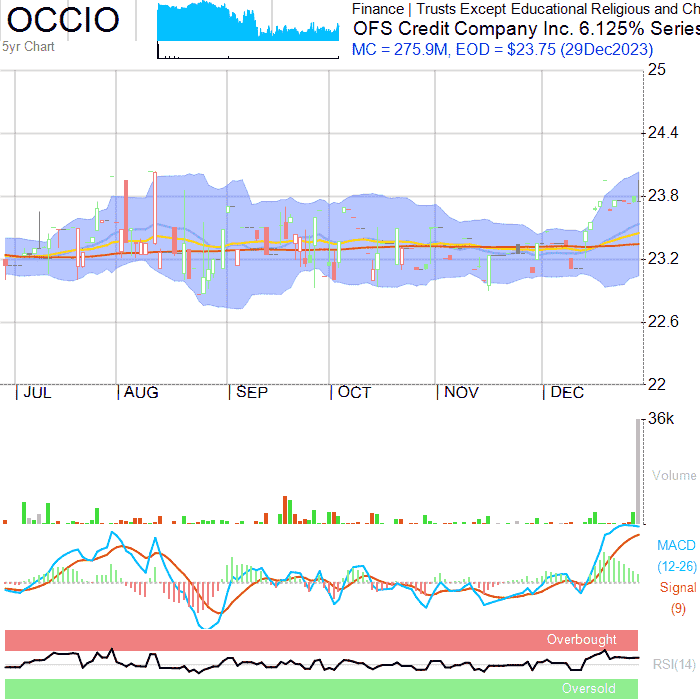 OCCIO
5yr Chart
Finance | Trusts Except Educational Religious and Ch
OFS Credit Company Inc. 6.125% Series
MC = 275.9M, EOD = $23.75 (29Dec2023)
25
24.4
23.8
23.2
22.6
22
| JUL | AUG | SEP | OCT | NOV | DEC
36k
Volume
MACD
(12-26)
Signal
(9)
Overbought
RSI(14)
Oversold